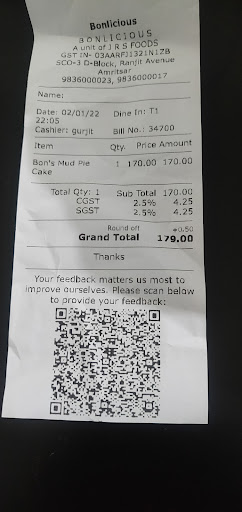 Bonlicious
BONLICIOUS
A unit of J R S FOODS
GST IN- 03AARFJ1321N1ZB
SCO-3 D-Block, Ranjit Avenue
Amritsar
9836000023, 9836000017
Name:
Date: 02/01/22 Dine In: T1
22:05
Cashier: gurjit Bill No.: 34700
Item Qty. Price Amount
Bon's Mud Pie 1 170.00 170.00
Cake
Total Qty: 1 Sub Total 170.00
CGST 2.5% 4.25
SGST 2.5% 4.25
Round off +0.50
Grand Total 179.00
Thanks
Your feedback matters us most to
improve ourselves. Please scan below
to provide your feedback: